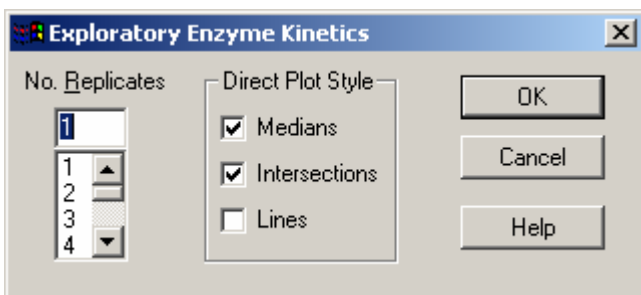 Exploratory Enzyme Kinetics
No. Replicates
1
1
2
3
4
Direct Plot Style
Medians
Intersections
Lines
OK
Cancel
Help